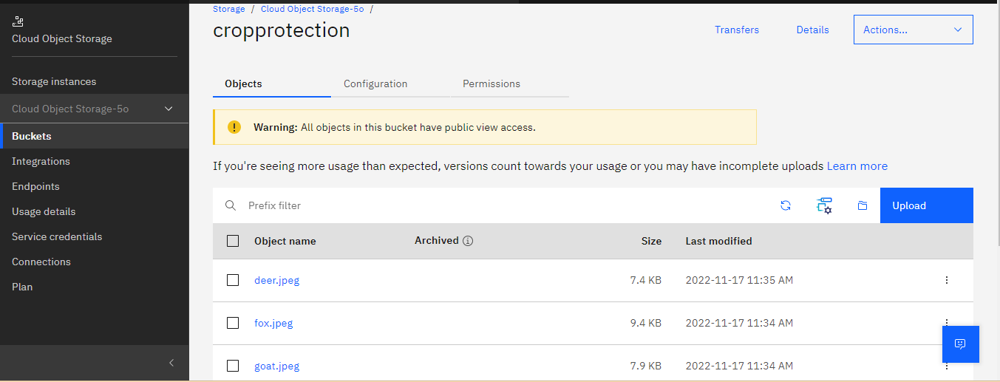 Cloud Object Storage
Storage instances
Cloud Object Storage-5o
Buckets
Integrations
Endpoints
Usage details
Service credentials
Connections
Plan
Storage / Cloud Object Storage-5o /
cropprotection
Transfers Details Actions...
Objects Configuration Permissions
Warning: All objects in this bucket have public view access.
If you're seeing more usage than expected, versions count towards your usage or you may have incomplete uploads Learn more
Prefix filter Upload
Object name Archived Size Last modified
deer.jpeg 7.4 KB 2022-11-17 11:35 AM
fox.jpeg 9.4 KB 2022-11-17 11:34 AM
goat.jpeg 7.9 KB 2022-11-17 11:34 AM